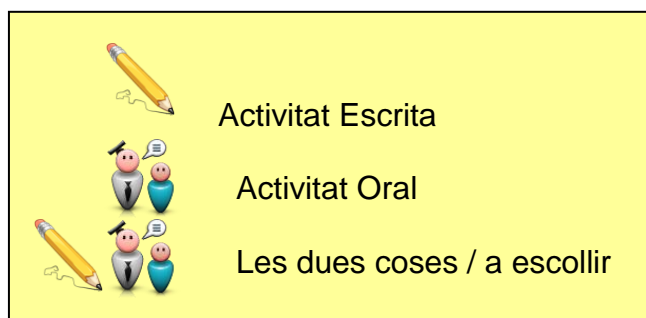 Activitat Escrita
Activitat Oral
Les dues coses / a escollir